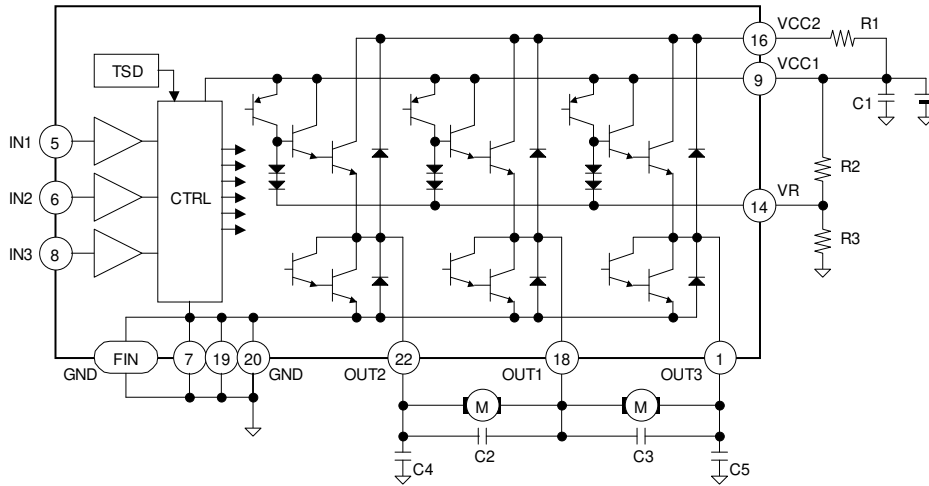 VCC2
R1
16
VCC1
9
TSD
C1
IN1
5
R2
IN2
6
CTRL
VR
14
IN3
8
R3
FIN
7
19
20
22
18
1
GND
GND
OUT2
OUT1
OUT3
M
M
C4
C2
C3
C5